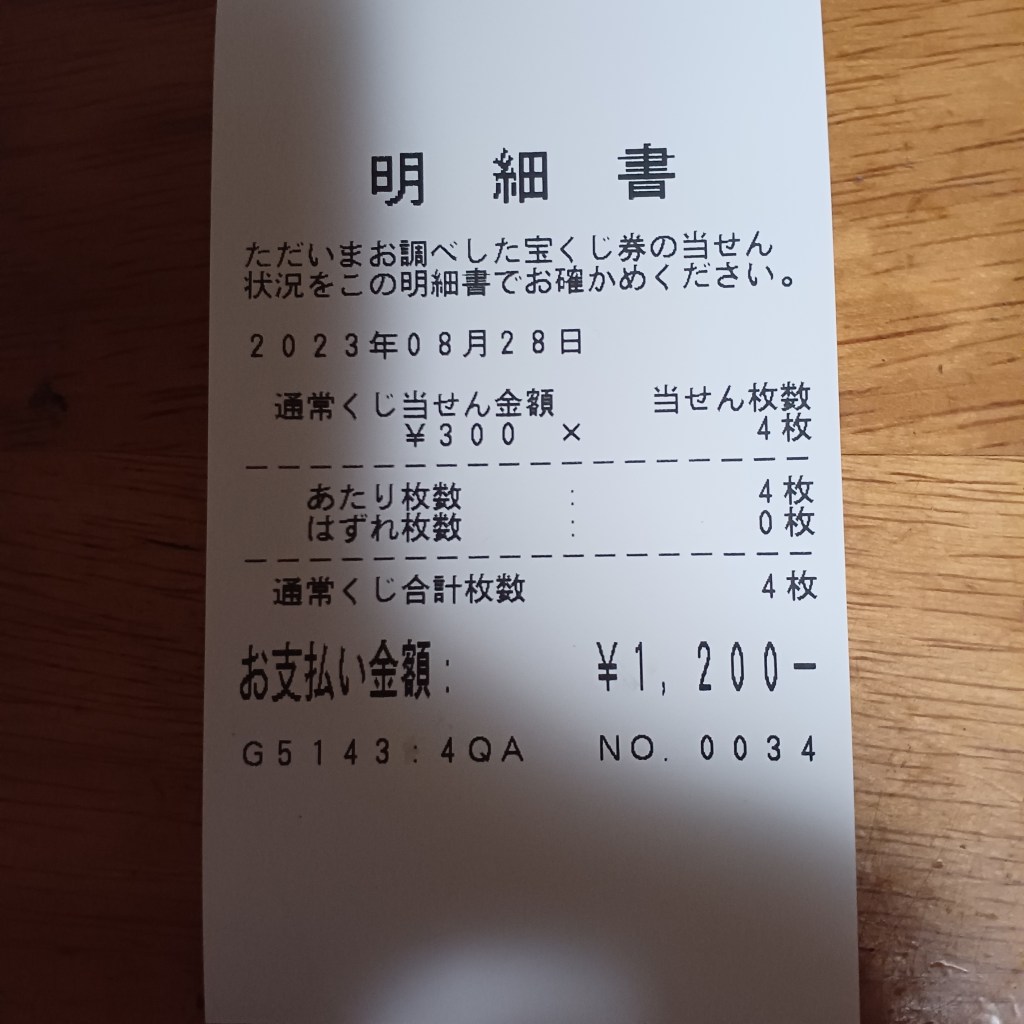 明細書
ただいまお調べした宝くじ券の当せん
状況をこの明細書でお確かめください。
2023年08月28日
通常くじ当せん金額 当せん枚数
¥300 × 4枚
あたり枚数 : 4枚
はずれ枚数 : 0枚
通常くじ合計枚数 4枚
お支払い金額: ¥1,200-
G5143:4QA NO.0034